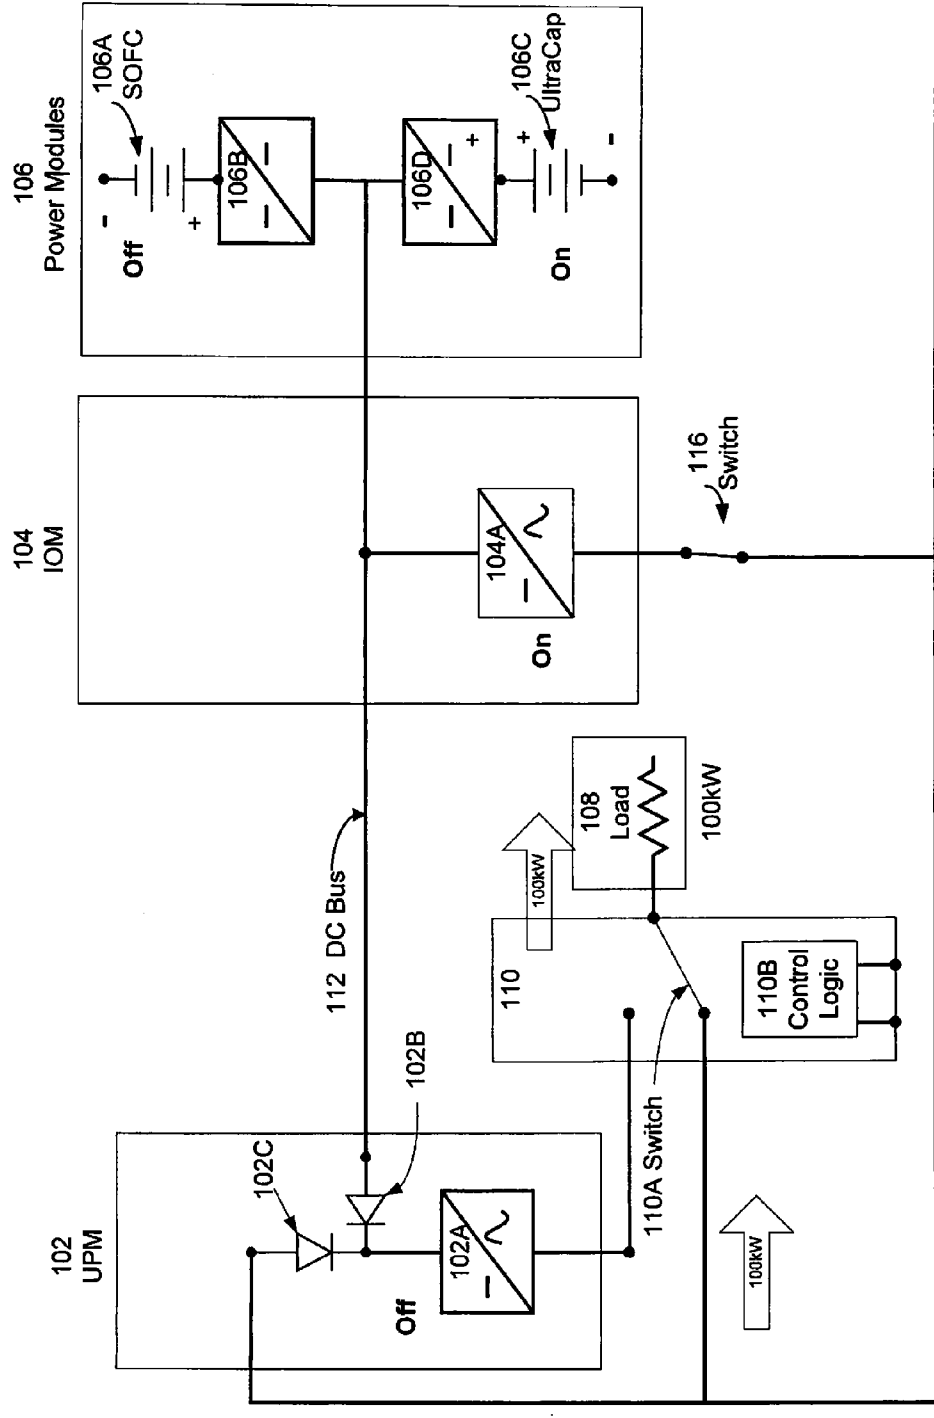 102
UPM
104
IOM
106
Power Modules
102C
102B
102A
Off
112 DC Bus
104A
On
116
Switch
106A
SOFC
-
+
Off
106B
106D
+
106C
UltraCap
+
-
On
110
110A Switch
110B
Control
Logic
100kW
108
Load
100kW
100kW